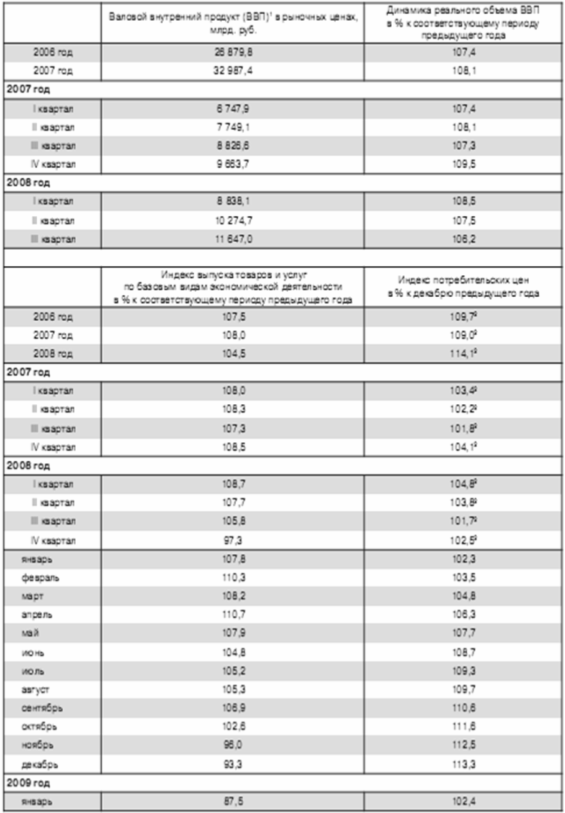 Валовой внутренний продукт (ВВП)¹ в рыночных ценах,
млрд. руб.
Динамика реального объема ВВП
в % к соответствующему периоду
предыдущего года
2006 год 26 879,8 107,4
2007 год 32 987,4 108,1
2007 год
I квартал 6 747,9 107,4
II квартал 7 749,1 108,1
III квартал 8 826,6 107,3
IV квартал 9 663,7 109,5
2008 год
I квартал 8 838,1 108,5
II квартал 10 274,7 107,5
III квартал 11 647,0 106,2
Индекс выпуска товаров и услуг
по базовым видам экономической деятельности
в % к соответствующему периоду предыдущего года
Индекс потребительских цен
в % к декабрю предыдущего года
2006 год 107,5 109,7²
2007 год 108,0 109,0²
2008 год 104,5 114,1²
2007 год
I квартал 108,0 103,4³
II квартал 108,3 102,2³
III квартал 107,3 101,8³
IV квартал 108,5 104,1³
2008 год
I квартал 108,7 104,8³
II квартал 107,7 103,8³
III квартал 105,8 101,7³
IV квартал 97,3 102,5³
январь 107,8 102,3
февраль 110,3 103,5
март 108,2 104,8
апрель 110,7 106,3
май 107,9 107,7
июнь 104,8 108,7
июль 105,2 109,3
август 105,3 109,7
сентябрь 106,9 110,6
октябрь 102,6 111,6
ноябрь 96,0 112,5
декабрь 93,3 113,3
2009 год
январь 87,5 102,4